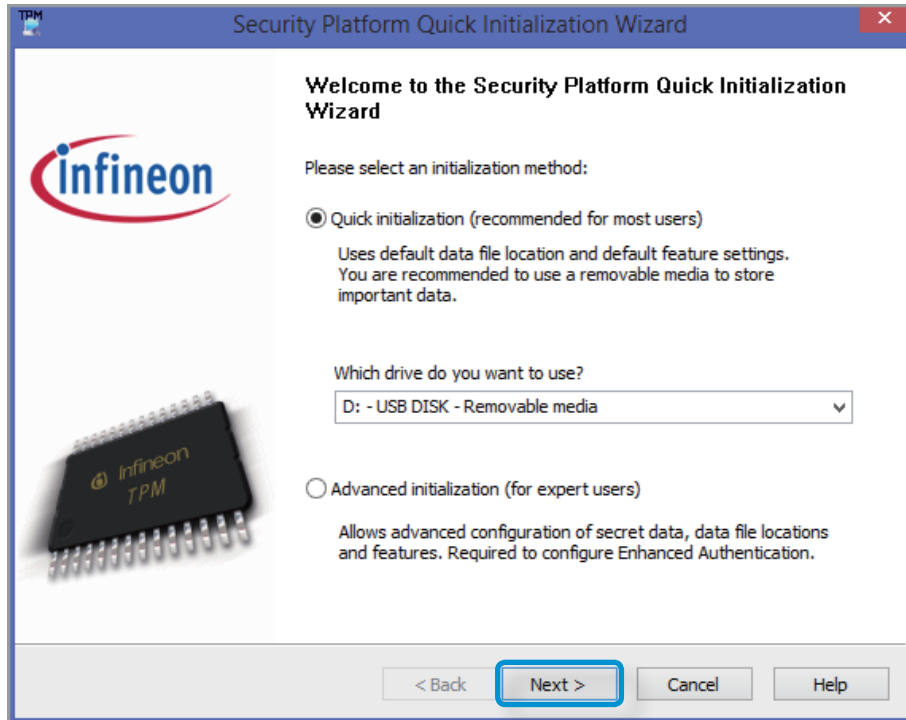 TPM
Security Platform Quick Initialization Wizard
Welcome to the Security Platform Quick Initialization
Wizard
infineon
Please select an initialization method:
Quick initialization (recommended for most users)
Uses default data file location and default feature settings.
You are recommended to use a removable media to store
important data.
Which drive do you want to use?
D: - USB DISK - Removable media
Infineon
TPM
Advanced initialization (for expert users)
Allows advanced configuration of secret data, data file locations
and features. Required to configure Enhanced Authentication.
< Back Next > Cancel Help